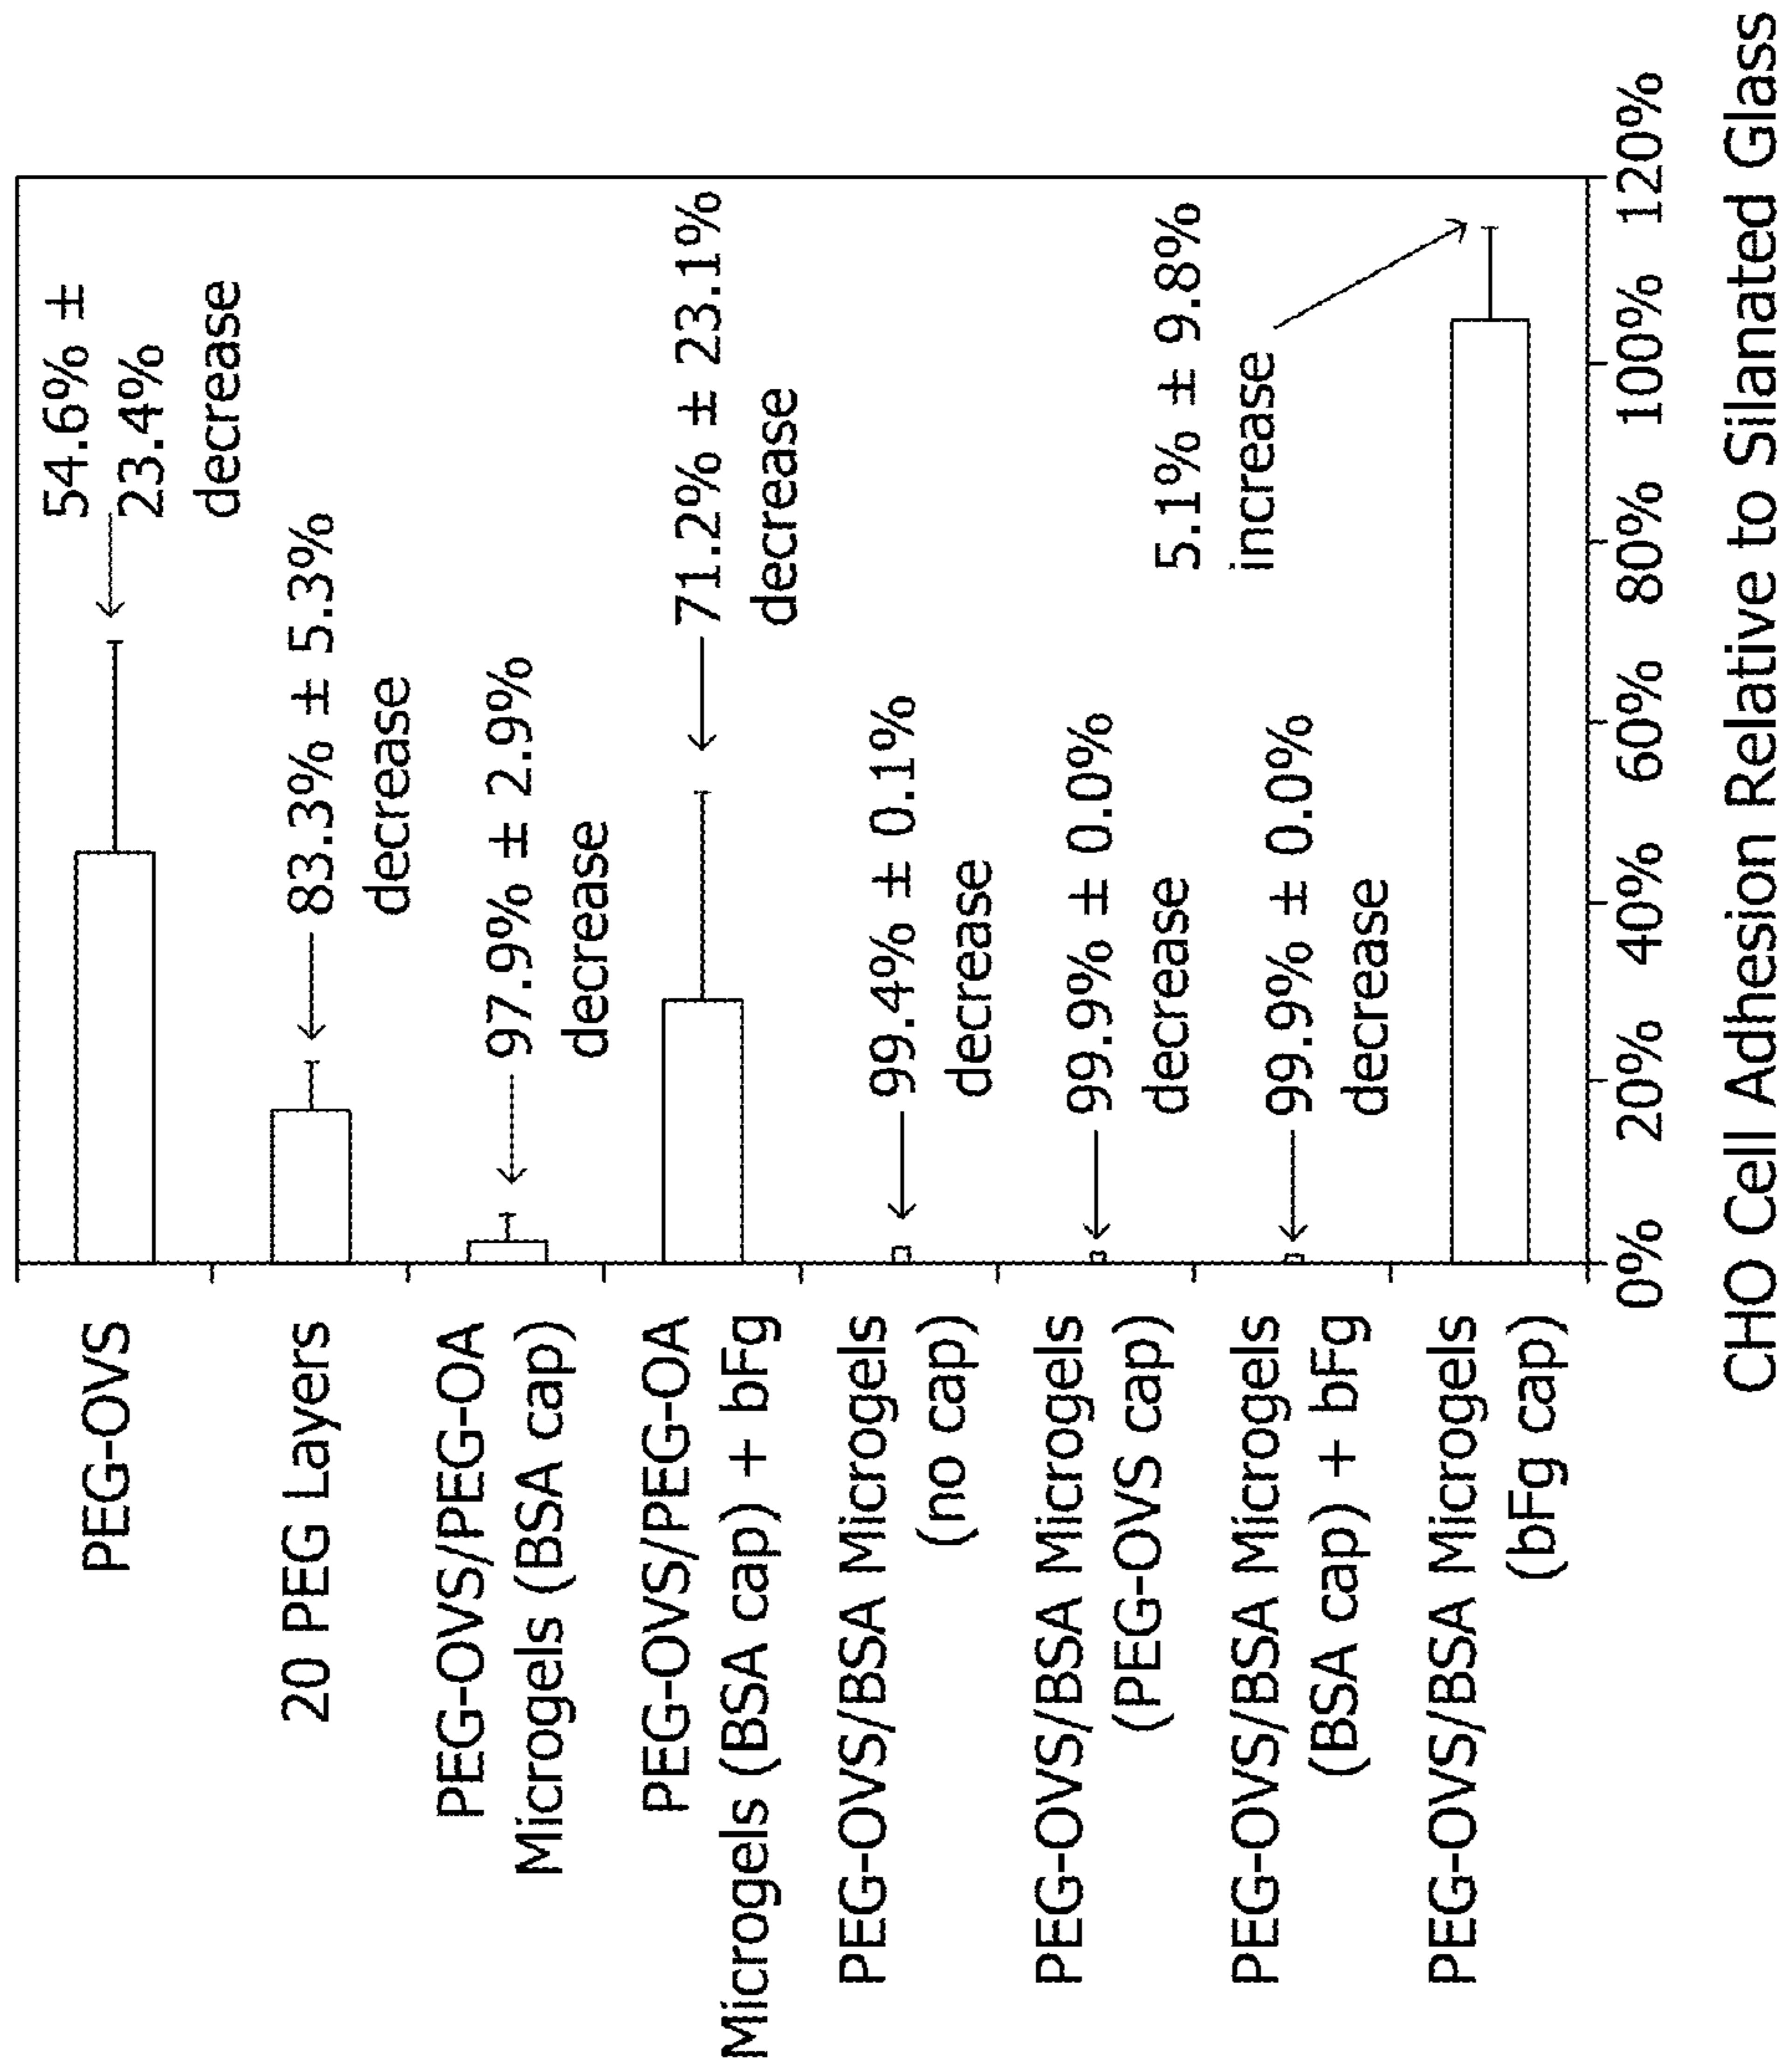 PEG-OVS
54.6% ±
23.4%
decrease
20 PEG Layers
83.3% ± 5.3%
decrease
PEG-OVS/PEG-OA
Microgels (BSA cap)
97.9% ± 2.9%
decrease
PEG-OVS/PEG-OA
Microgels (BSA cap) + bFg
71.2% ± 23.1%
decrease
PEG-OVS/BSA Microgels
(no cap)
99.4% ± 0.1%
decrease
PEG-OVS/BSA Microgels
(PEG-OVS cap)
99.9% ± 0.0%
decrease
PEG-OVS/BSA Microgels
(BSA cap) + bFg
99.9% ± 0.0%
decrease
PEG-OVS/BSA Microgels
(bFg cap)
5.1% ± 9.8%
increase
0% 20% 40% 60% 80% 100% 120%
CHO Cell Adhesion Relative to Silanated Glass